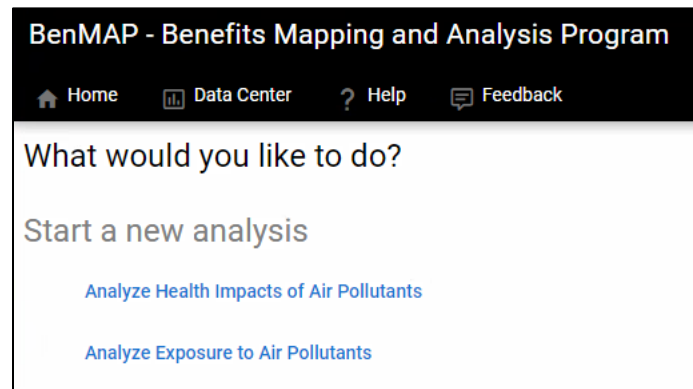 BenMAP - Benefits Mapping and Analysis Program
Home Data Center ? Help Feedback
What would you like to do?
Start a new analysis
Analyze Health Impacts of Air Pollutants
Analyze Exposure to Air Pollutants